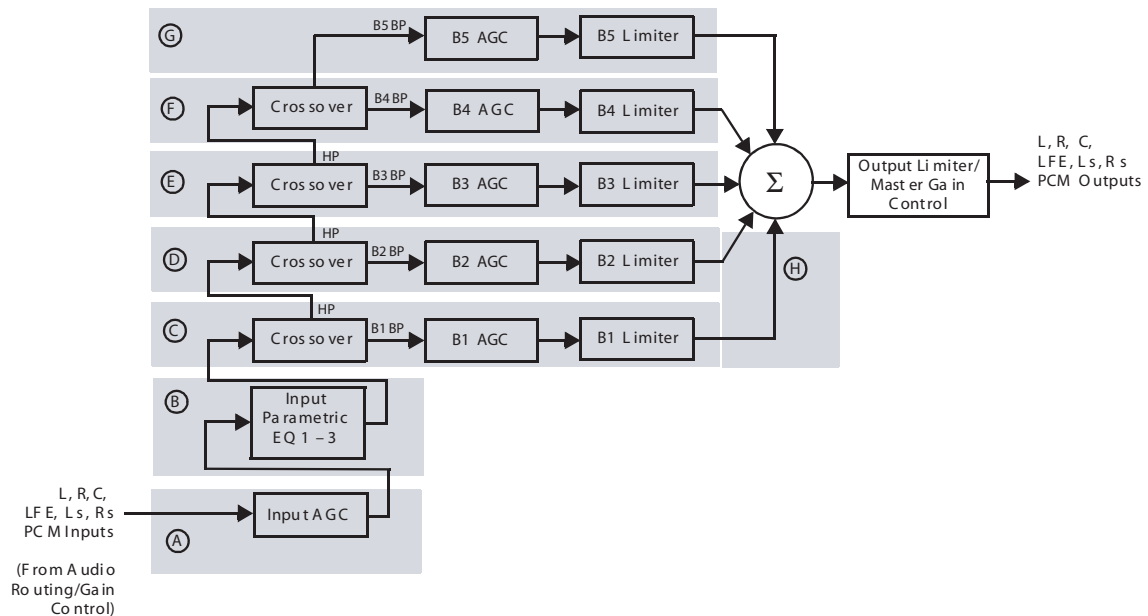 G
B5 BP
B5 AGC
B5 Limiter
F
Crossover
B4 BP
B4 AGC
B4 Limiter
HP
E
Crossover
B3 BP
B3 AGC
B3 Limiter
HP
D
Crossover
B2 BP
B2 AGC
B2 Limiter
HP
C
Crossover
B1 BP
B1 AGC
B1 Limiter
Σ
Output Limiter/
Master Gain
Control
L, R, C,
LFE, Ls, Rs
PCM Outputs
H
B
Input
Parametric
EQ 1 – 3
L, R, C,
LFE, Ls, Rs
PCM Inputs
Input AGC
A
(From Audio
Routing/Gain
Control)